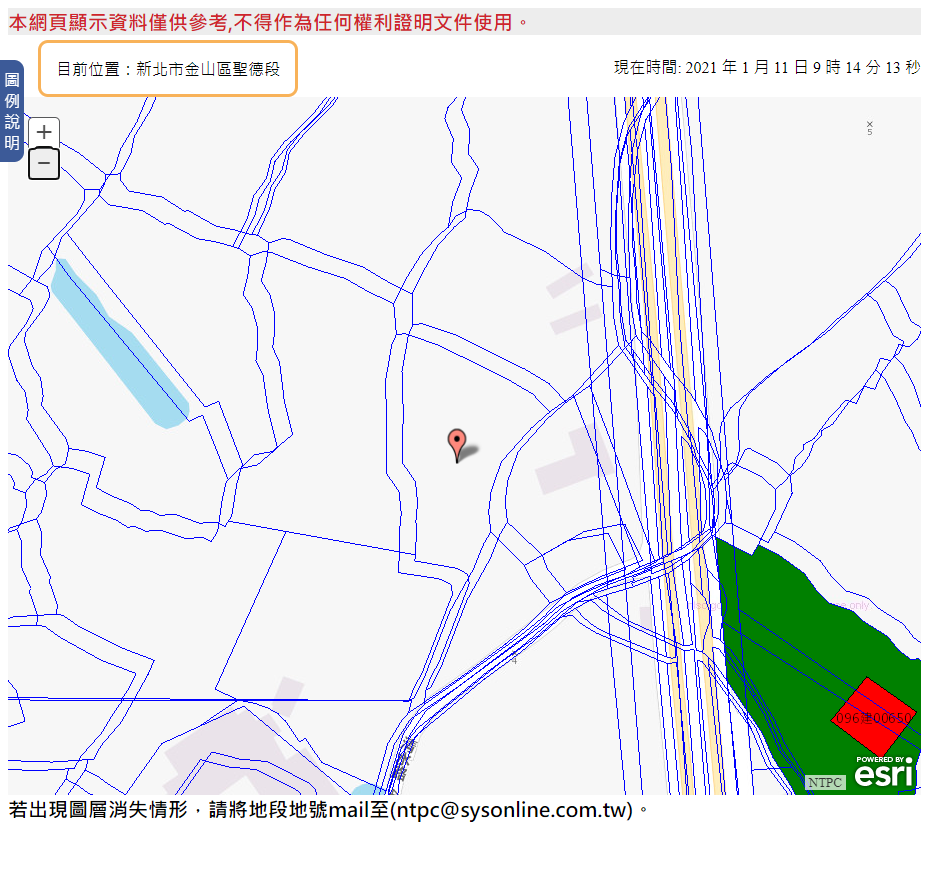 本網頁顯示資料僅供參考,不得作為任何權利證明文件使用。
目前位置：新北市金山區聖德段
現在時間: 2021 年 1 月 11 日 9 時 14 分 13 秒
圖例說明
+
−
×
5
4
POWERED BY
esri
NTPC
若出現圖層消失情形，請將地段地號mail至(ntpc@sysonline.com.tw)。